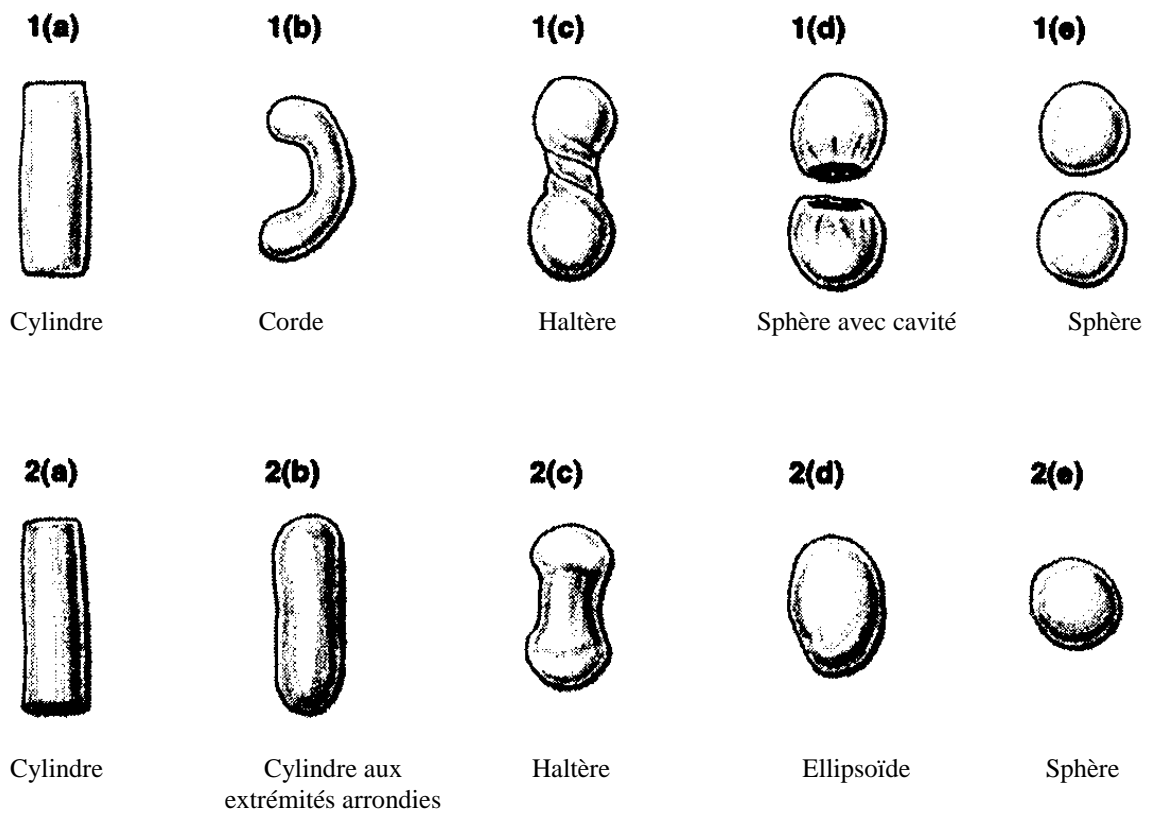 1(a) 1(b) 1(c) 1(d) 1(e)
Cylindre Corde Haltère Sphère avec cavité Sphère
2(a) 2(b) 2(c) 2(d) 2(e)
Cylindre Cylindre aux Haltère Ellipsoïde Sphère
extrémités arrondies